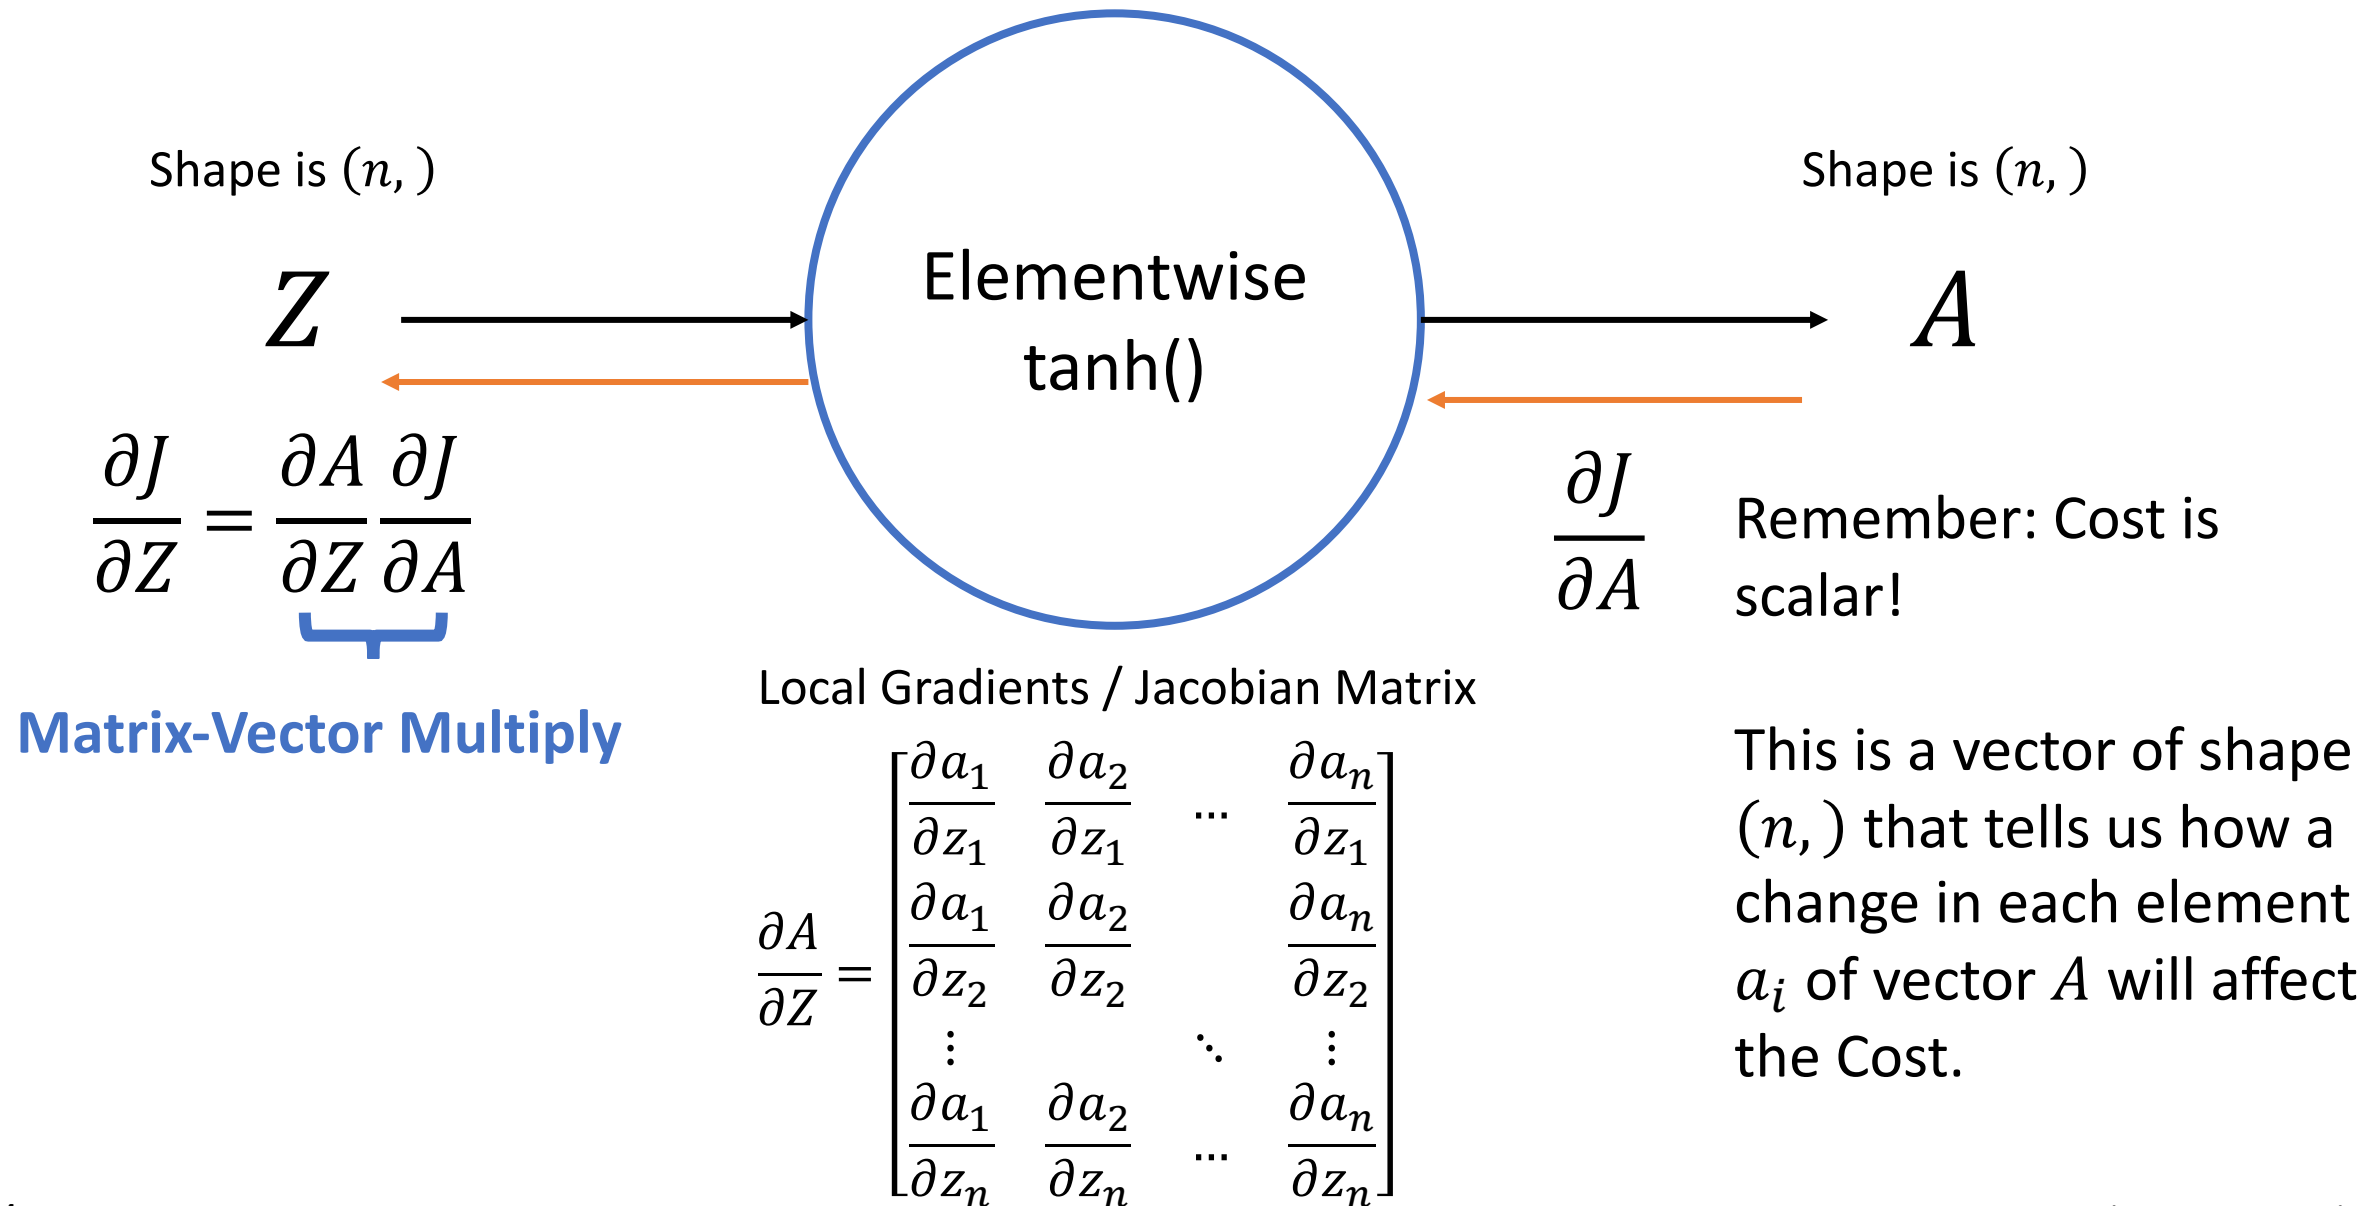 Shape is (n, )
Shape is (n, )
Z
Elementwise
tanh()
A
∂J/∂Z = ∂A/∂Z ∂J/∂A
Matrix-Vector Multiply
∂J/∂A
Remember: Cost is
scalar!
This is a vector of shape
(n, ) that tells us how a
change in each element
a_i of vector A will affect
the Cost.
Local Gradients / Jacobian Matrix
∂A/∂Z = [
∂a_1/∂z_1 ∂a_2/∂z_1 ... ∂a_n/∂z_1
∂a_1/∂z_2 ∂a_2/∂z_2 ∂a_n/∂z_2
⋮ ⋱ ⋮
∂a_1/∂z_n ∂a_2/∂z_n ... ∂a_n/∂z_n
]